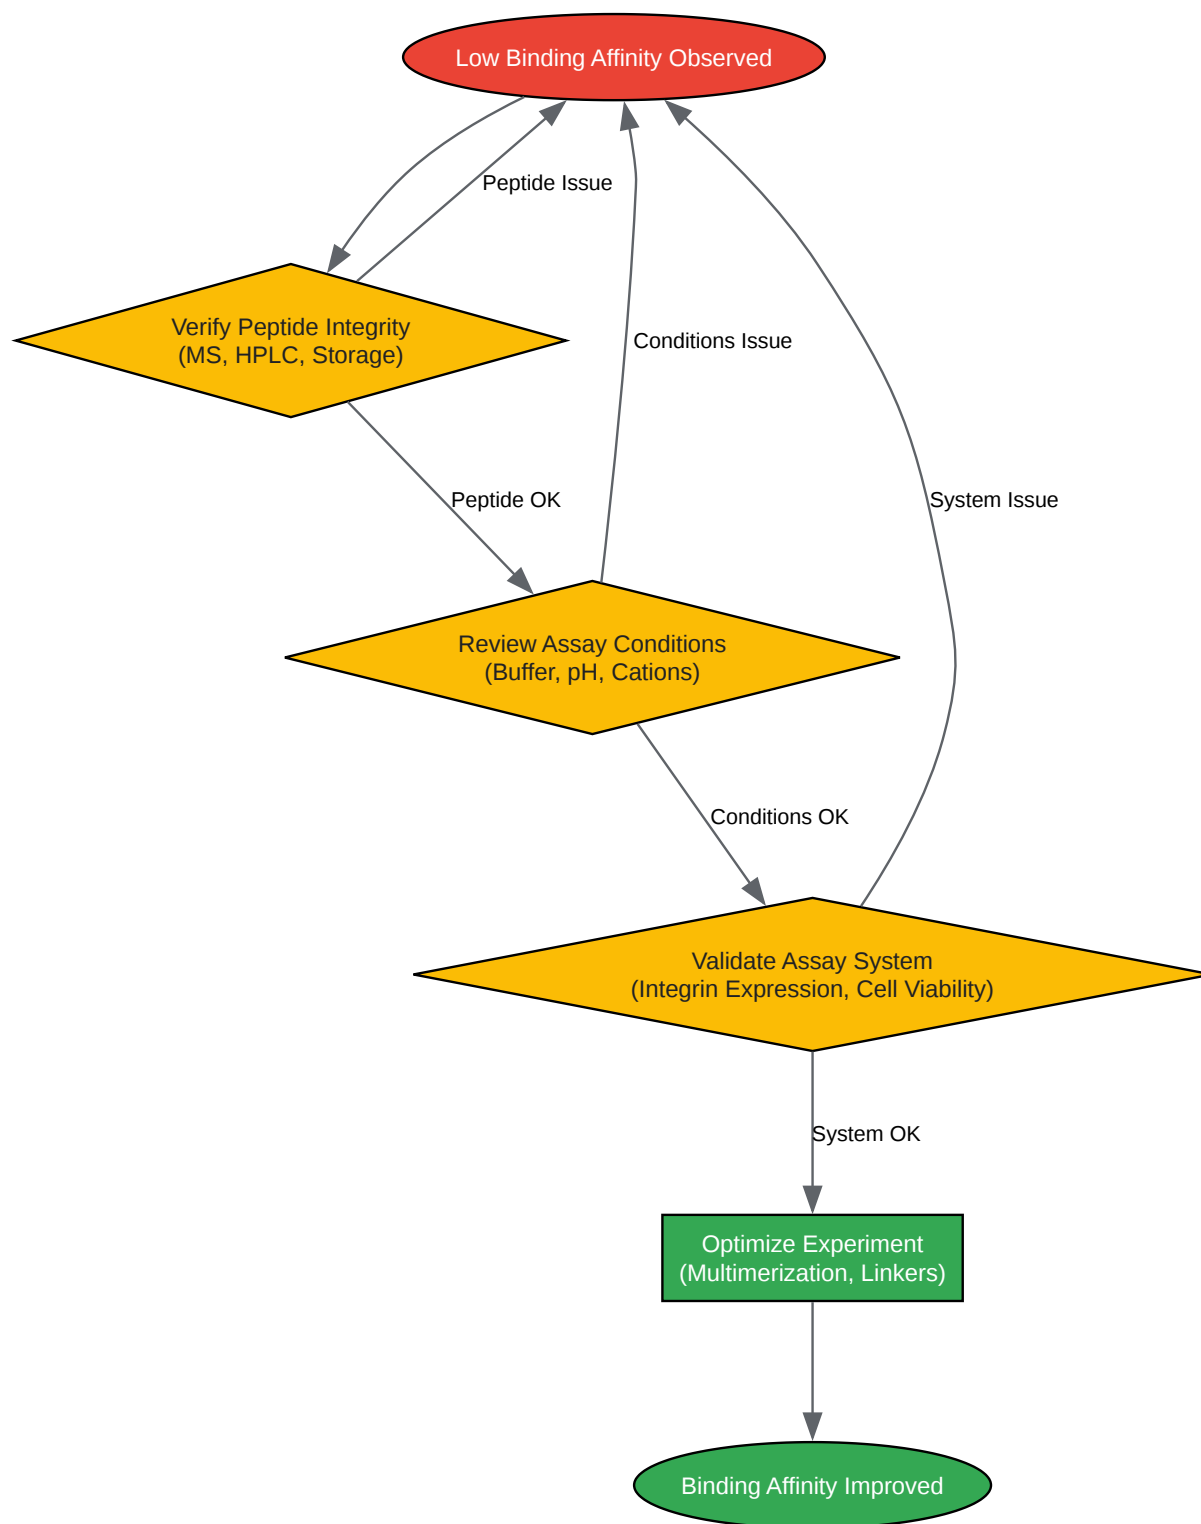 Low Binding Affinity Observed
Peptide Issue
Verify Peptide Integrity
(MS, HPLC, Storage)
Conditions Issue
Peptide OK
System Issue
Review Assay Conditions
(Buffer, pH, Cations)
Conditions OK
Validate Assay System
(Integrin Expression, Cell Viability)
System OK
Optimize Experiment
(Multimerization, Linkers)
Binding Affinity Improved